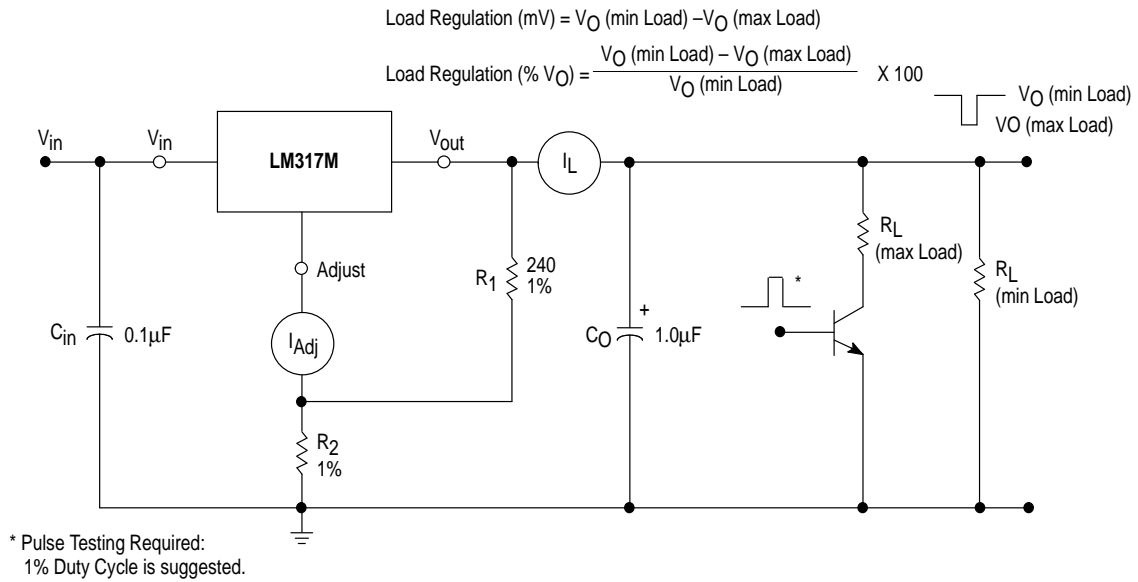 Load Regulation (mV) = VO (min Load) –VO (max Load)
Load Regulation (% VO) = VO (min Load) – VO (max Load) X 100
VO (min Load)
VO (min Load)
VO (max Load)
Vin
Vin
LM317M
Vout
IL
RL
(max Load)
Adjust
R1
240
1%
*
RL
(min Load)
Cin
0.1μF
IAdj
+
CO
1.0μF
R2
1%
* Pulse Testing Required:
1% Duty Cycle is suggested.